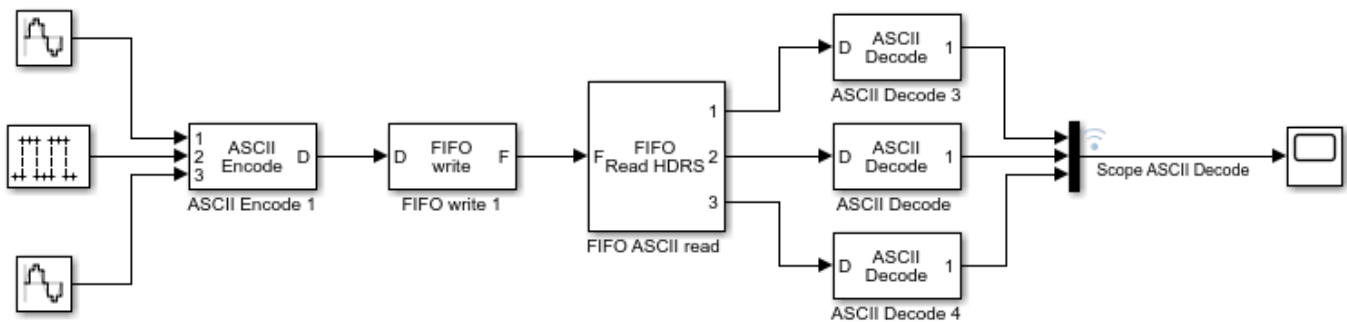 D ASCII Decode 1
ASCII Decode 3
1
2
3
ASCII Encode D
ASCII Encode 1
D FIFO write F
FIFO write 1
F FIFO Read HDRS
1
2
3
FIFO ASCII read
D ASCII Decode 1
ASCII Decode
Scope ASCII Decode
D ASCII Decode 1
ASCII Decode 4